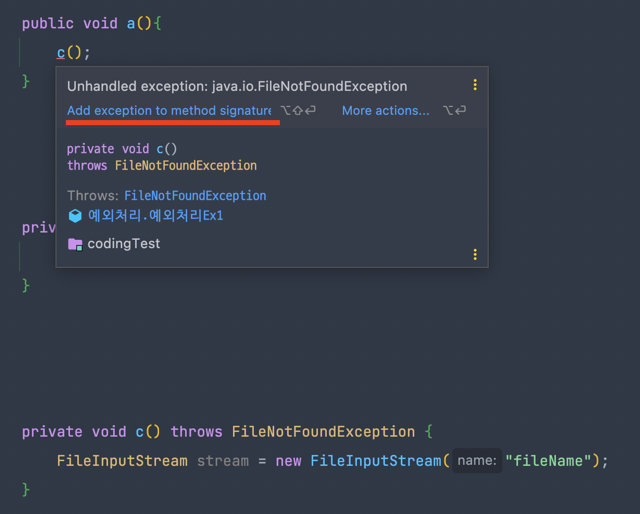 public void a(){
c();
}
Unhandled exception: java.io.FileNotFoundException
Add exception to method signature ⌥⇧⏎ More actions... ⌥⏎
private void c()
throws FileNotFoundException
Throws: FileNotFoundException
예외처리.예외처리Ex1
codingTest
priv
}
private void c() throws FileNotFoundException {
FileInputStream stream = new FileInputStream( name: "fileName");
}